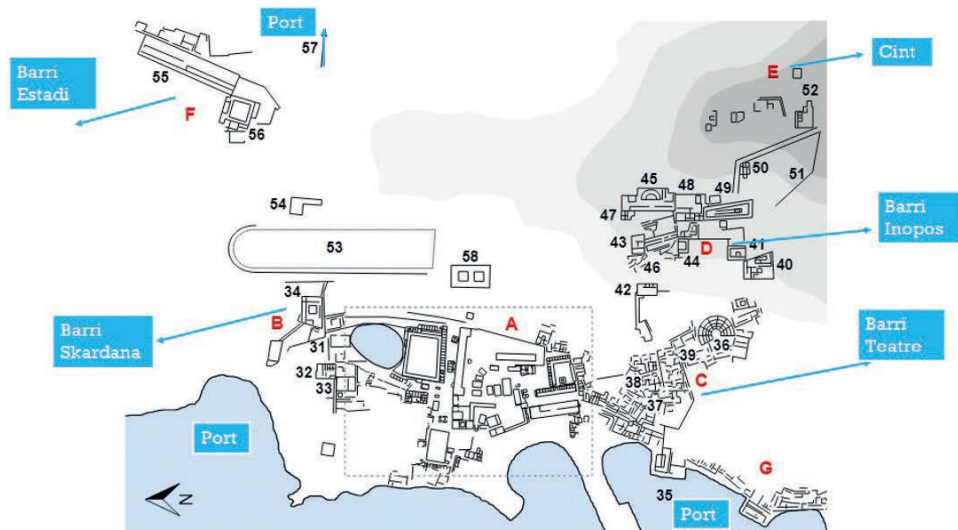 Port
57
Barri
Estadi
55
F
56
E
Cint
52
50
51
45
48
49
47
54
Barri
Inopos
53
43
D
41
58
46
44
40
34
42
B
A
Barri
Skardana
31
36
Barri
Teatre
39
32
38
C
33
37
Port
G
N
35
Port